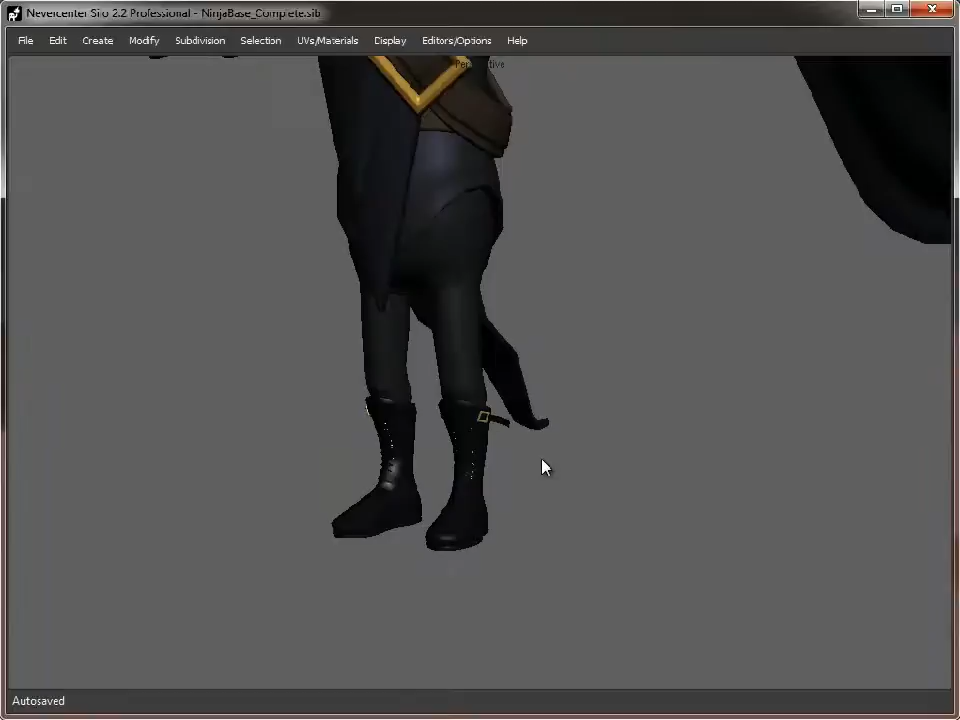 Nevercenter Silo 2.2 Professional - NinjaBase_Complete.sib
File Edit Create Modify Subdivision Selection UVs/Materials Display Editors/Options Help
Perspective
Autosaved